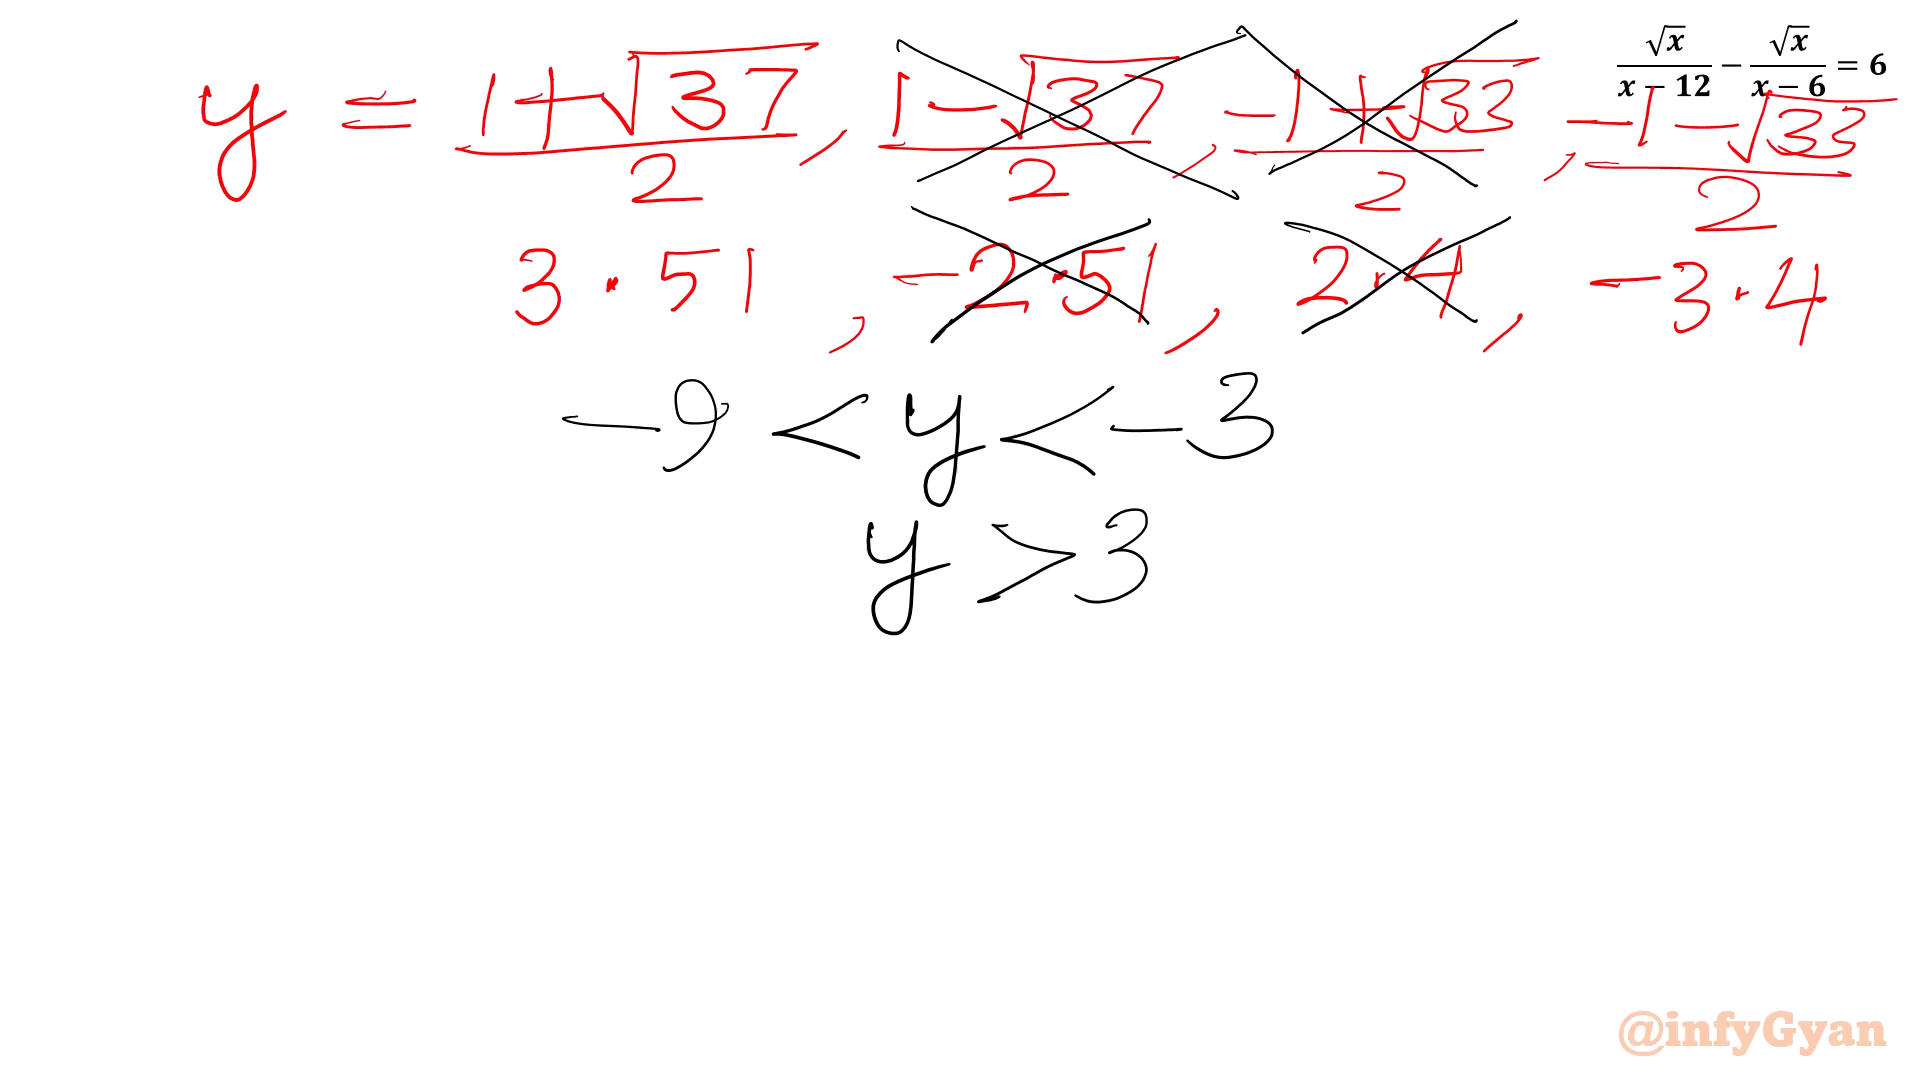 √x/(x − 12) − √x/(x − 6) = 6
y = (1+√37)/2, (1−√37)/2, (−1+√33)/2, (−1−√33)/2
3.51, −2.51, 2.4, −3.4
−9 < y < −3
y > 3
@infyGyan